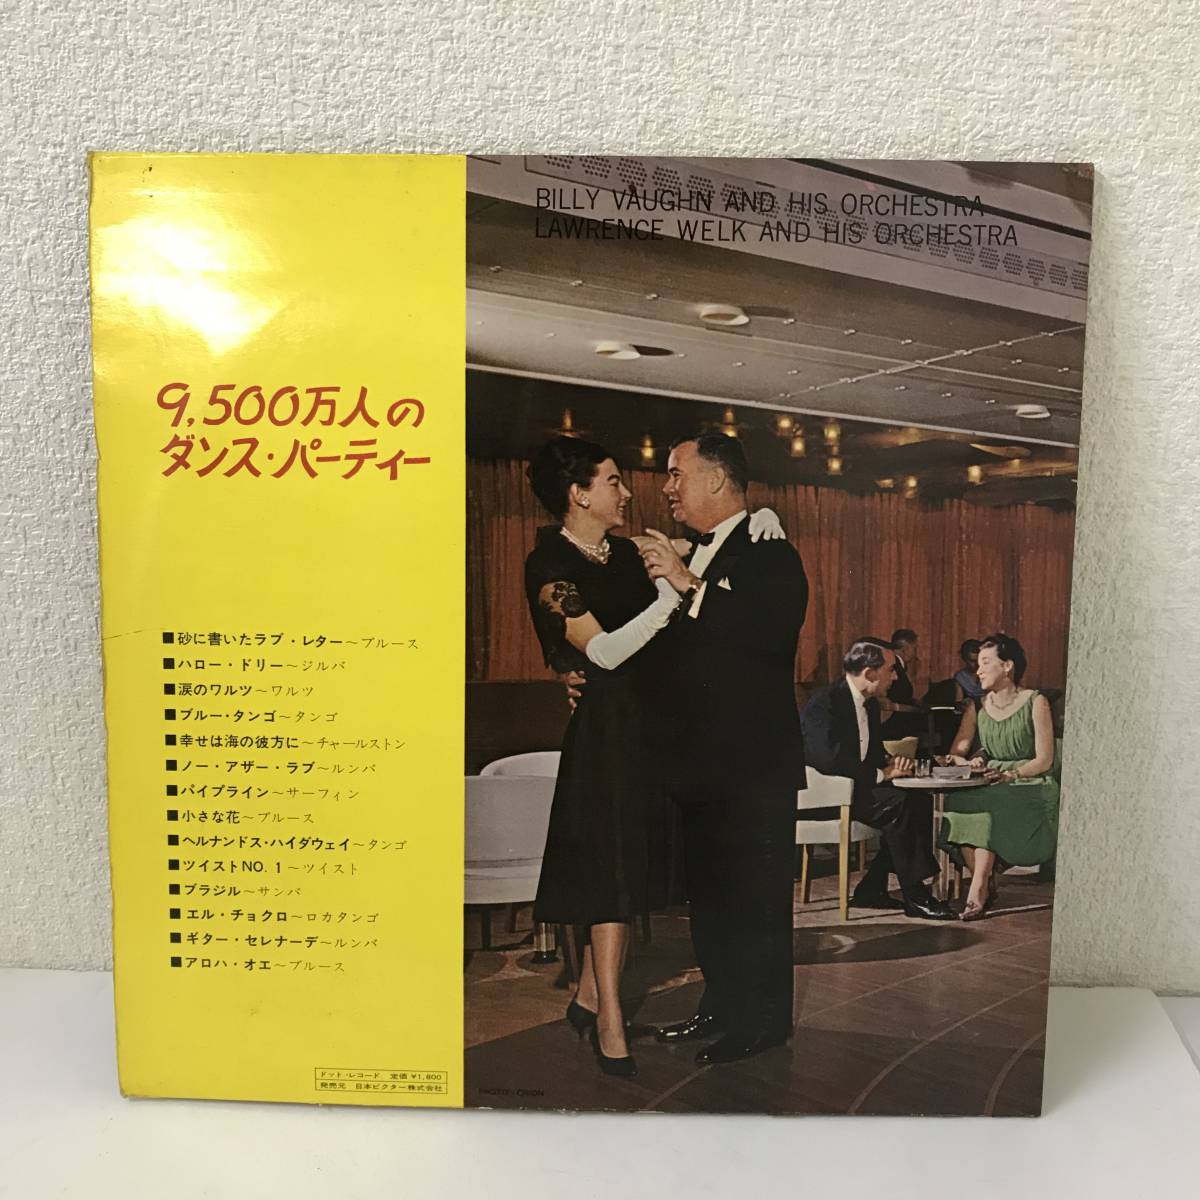 BILLY VAUGHN AND HIS ORCHESTRA
LAWRENCE WELK AND HIS ORCHESTRA
9,500万人の
ダンス・パーティー
■砂に書いたラブ・レター～ブルース
■ハロー・ドリー～ジルバ
■涙のワルツ～ワルツ
■ブルー・タンゴ～タンゴ
■幸せは海の彼方に～チャールストン
■ノー・アザー・ラブ～ルンバ
■パイプライン～サーフィン
■小さな花～ブルース
■ヘルナンドス・ハイダウェイ～タンゴ
■ツイストNO.1～ツイスト
■ブラジル～サンバ
■エル・チョクロ～ロカタンゴ
■ギター・セレナーデ～ルンバ
■アロハ・オエ～ブルース
ドット・レコード 定価 ¥1,800
発売元 日本ビクター株式会社
PHOTO・ORION